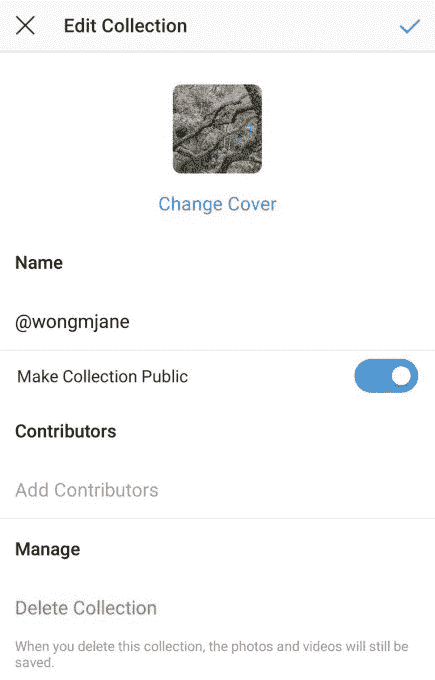 Edit Collection
Change Cover
Name
@wongmjane
Make Collection Public
Contributors
Add Contributors
Manage
Delete Collection
When you delete this collection, the photos and videos will still be
saved.